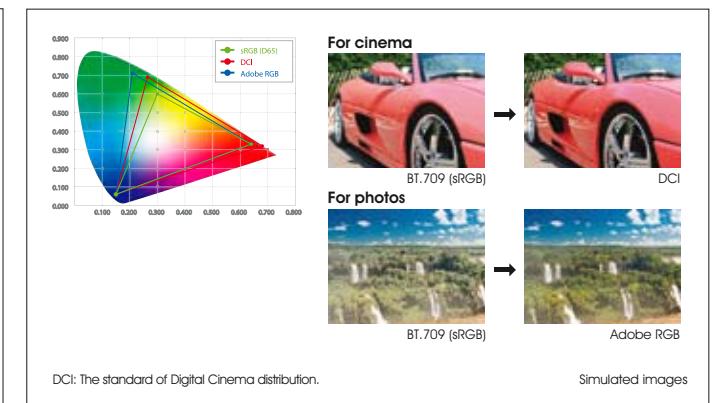 0.900
0.800
0.700
0.600
0.500
0.400
0.300
0.200
0.100
0.000
0.100 0.200 0.300 0.400 0.500 0.600 0.700 0.800
sRGB (D65)
DCI
Adobe RGB
For cinema
BT.709 (sRGB)
DCI
For photos
BT.709 (sRGB)
Adobe RGB
DCI: The standard of Digital Cinema distribution.
Simulated images